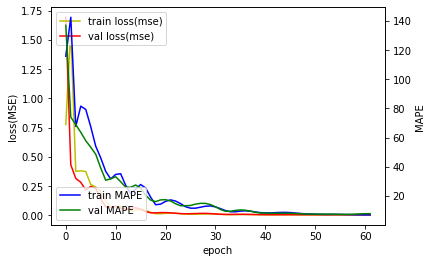 1.75
1.50
1.25
1.00
0.75
0.50
0.25
0.00
loss(MSE)
train loss(mse)
val loss(mse)
train MAPE
val MAPE
140
120
100
80
60
40
20
MAPE
0 10 20 30 40 50 60
epoch